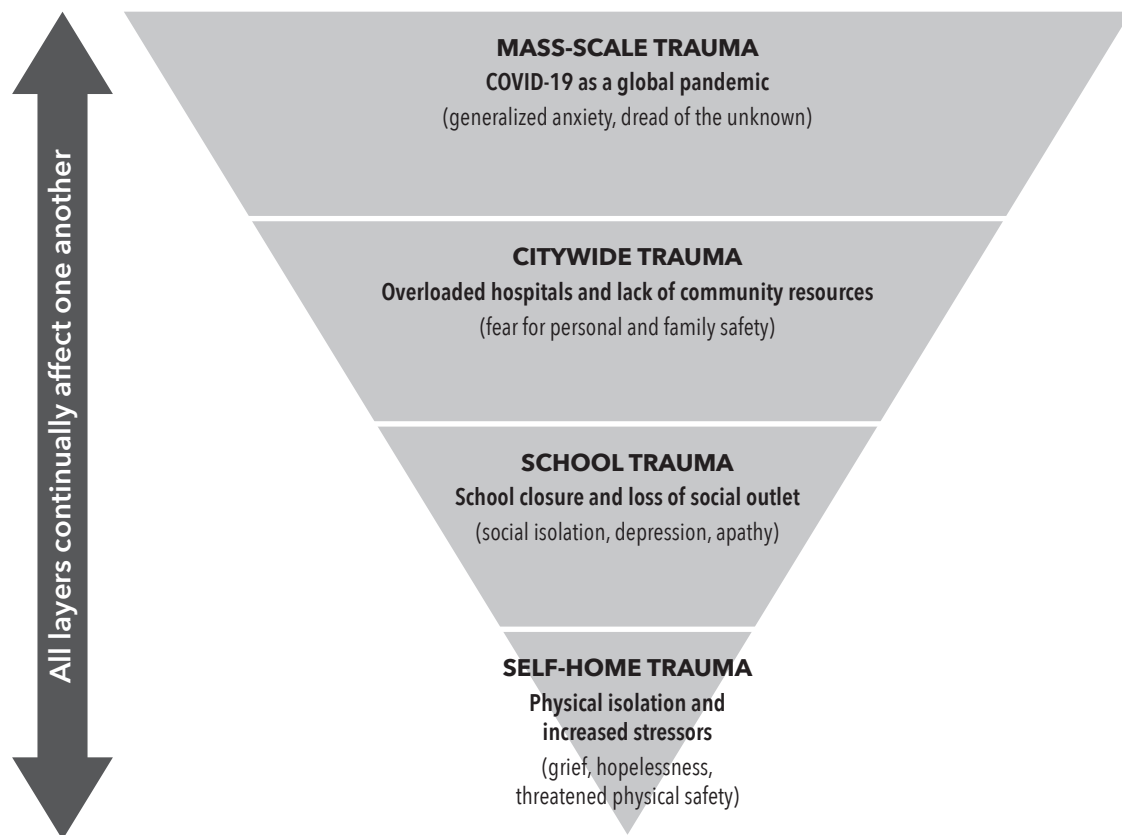 All layers continually affect one another
MASS-SCALE TRAUMA
COVID-19 as a global pandemic
(generalized anxiety, dread of the unknown)
CITYWIDE TRAUMA
Overloaded hospitals and lack of community resources
(fear for personal and family safety)
SCHOOL TRAUMA
School closure and loss of social outlet
(social isolation, depression, apathy)
SELF-HOME TRAUMA
Physical isolation and
increased stressors
(grief, hopelessness,
threatened physical safety)